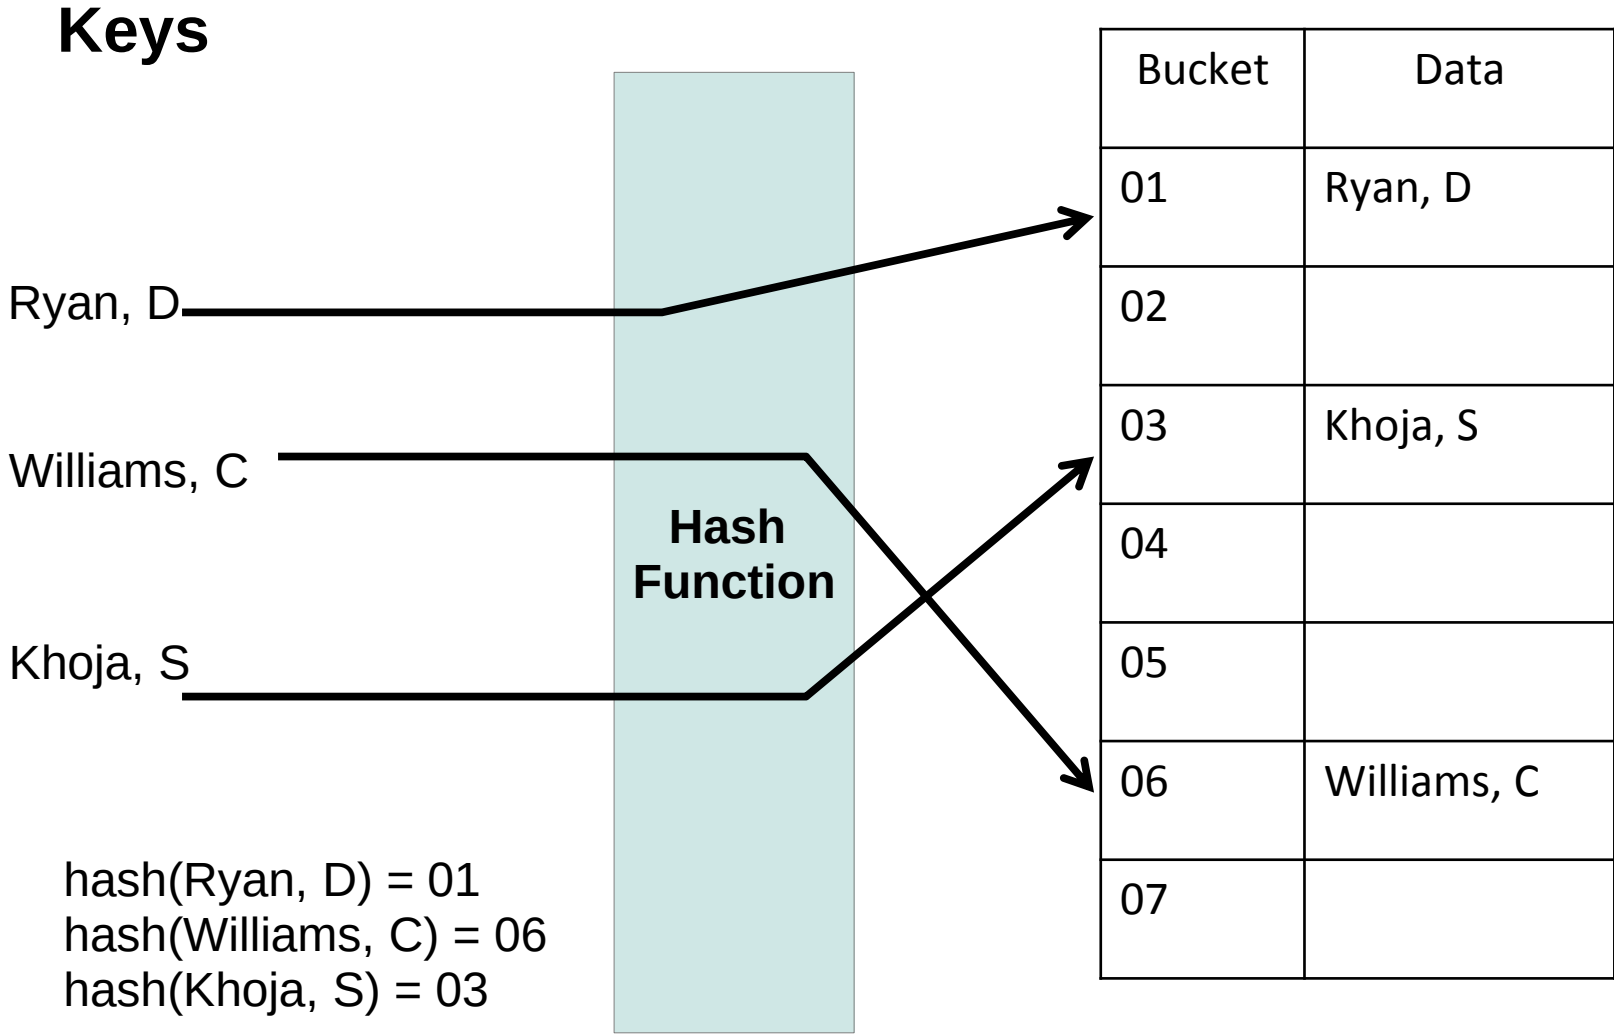 Keys
Ryan, D
Williams, C
Khoja, S
Hash
Function
Bucket Data
01 Ryan, D
02
03 Khoja, S
04
05
06 Williams, C
07
hash(Ryan, D) = 01
hash(Williams, C) = 06
hash(Khoja, S) = 03